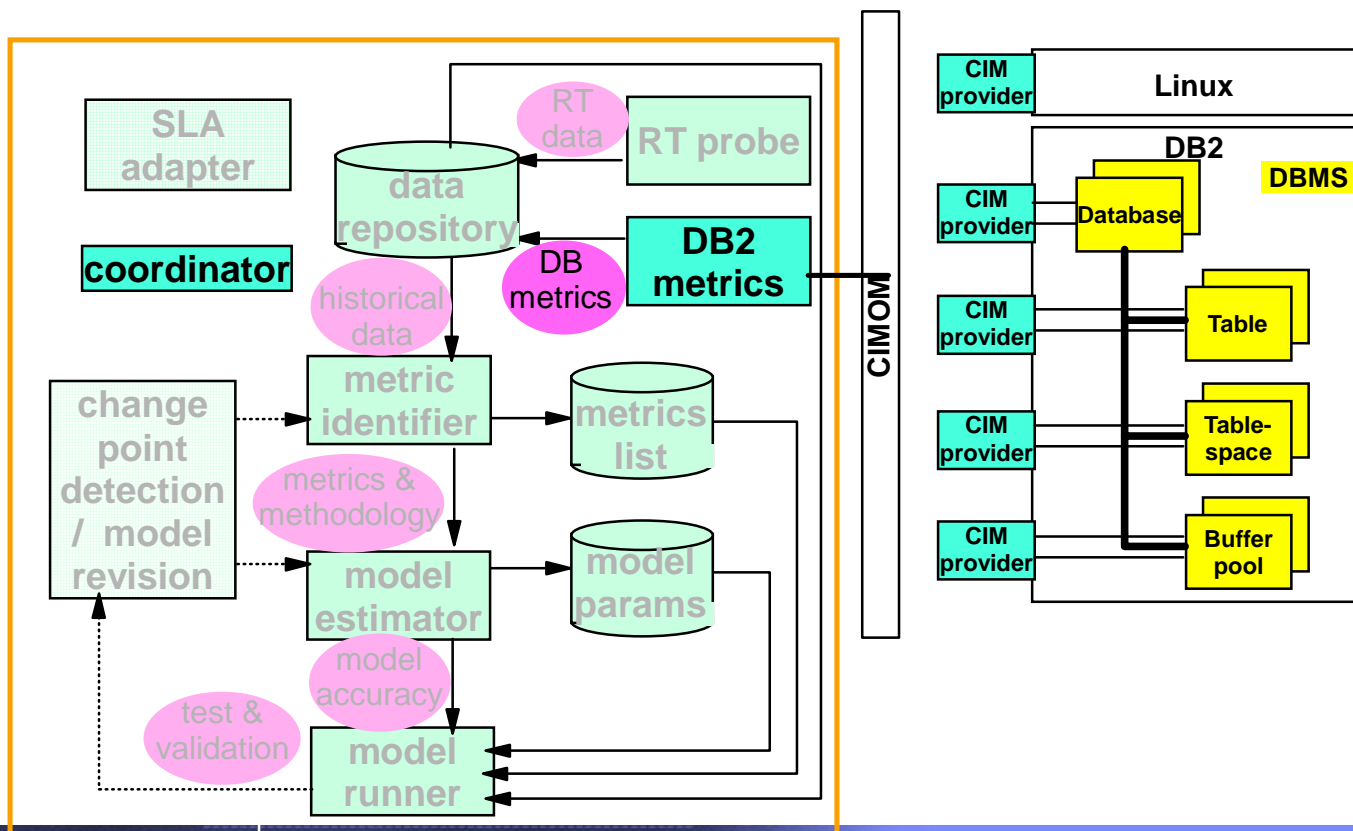 SLA
adapter
coordinator
RT
data
RT probe
data
repository
DB
metrics
DB2
metrics
historical
data
metric
identifier
metrics
list
change
point
detection
/ model
revision
metrics &
methodology
model
estimator
model
params
model
accuracy
test &
validation
model
runner
CIMOM
CIM
provider
Linux
DB2
DBMS
CIM
provider
Database
CIM
provider
Table
CIM
provider
Table-
space
CIM
provider
Buffer
pool